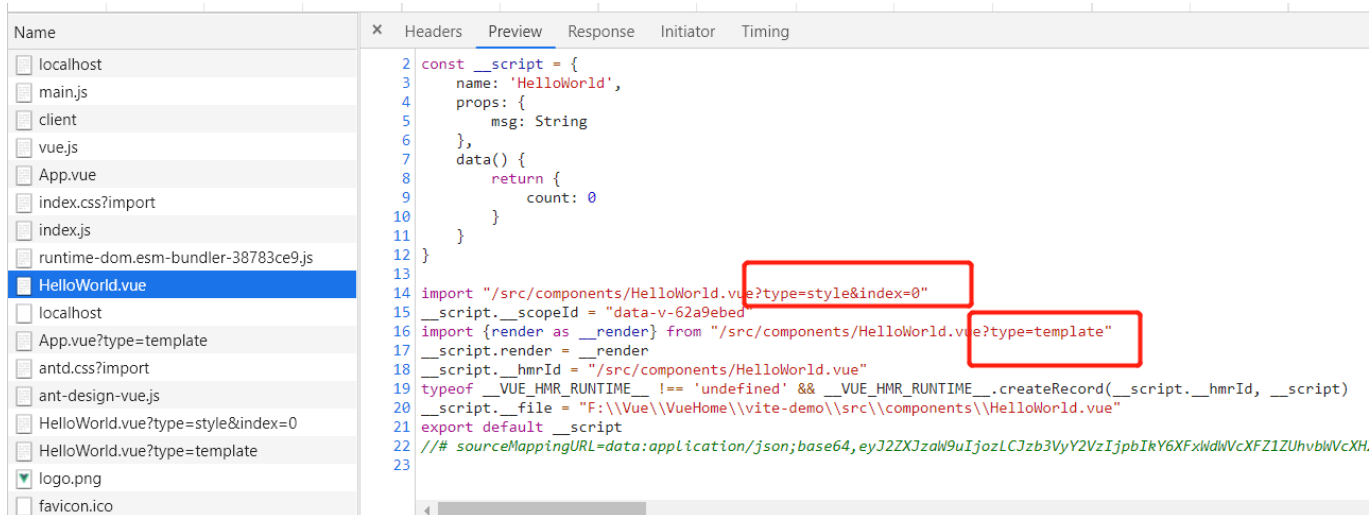 Name
localhost
main.js
client
vue.js
App.vue
index.css?import
index.js
runtime-dom.esm-bundler-38783ce9.js
HelloWorld.vue
localhost
App.vue?type=template
antd.css?import
ant-design-vue.js
HelloWorld.vue?type=style&index=0
HelloWorld.vue?type=template
logo.png
favicon.ico
× Headers Preview Response Initiator Timing
2 const __script = {
3     name: 'HelloWorld',
4     props: {
5         msg: String
6     },
7     data() {
8         return {
9             count: 0
10         }
11     }
12 }
13
14 import "/src/components/HelloWorld.vue?type=style&index=0"
15 __script.__scopeId = "data-v-62a9ebed"
16 import {render as __render} from "/src/components/HelloWorld.vue?type=template"
17 __script.render = __render
18 __script.__hmrId = "/src/components/HelloWorld.vue"
19 typeof __VUE_HMR_RUNTIME__ !== 'undefined' && __VUE_HMR_RUNTIME__.createRecord(__script.__hmrId, __script)
20 __script.__file = "F:\\Vue\\VueHome\\vite-demo\\src\\components\\HelloWorld.vue"
21 export default __script
22 //# sourceMappingURL=data:application/json;base64,eyJ2ZXJzaW9uIjozLCJzb3VyY2VzIjpbIkY6XFxWdWVcXFZ1ZUhvbWVcXH
23